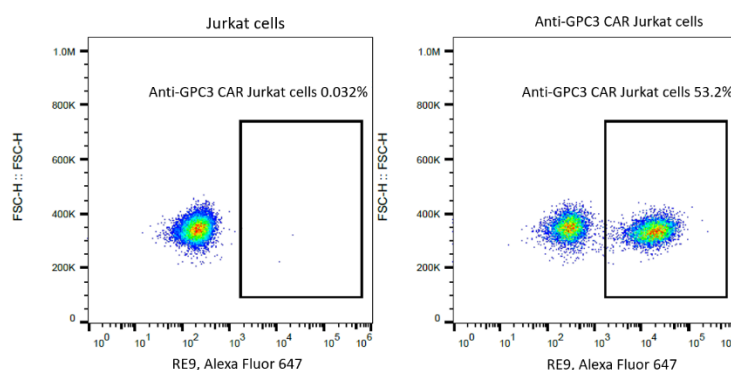 Jurkat cells
Anti-GPC3 CAR Jurkat cells 0.032%
FSC-H :: FSC-H
1.0M
800K
600K
400K
200K
0
10^0 10^1 10^2 10^3 10^4 10^5 10^6
RE9, Alexa Fluor 647
Anti-GPC3 CAR Jurkat cells
Anti-GPC3 CAR Jurkat cells 53.2%
FSC-H :: FSC-H
1.0M
800K
600K
400K
200K
0
10^0 10^1 10^2 10^3 10^4 10^5 10^6
RE9, Alexa Fluor 647